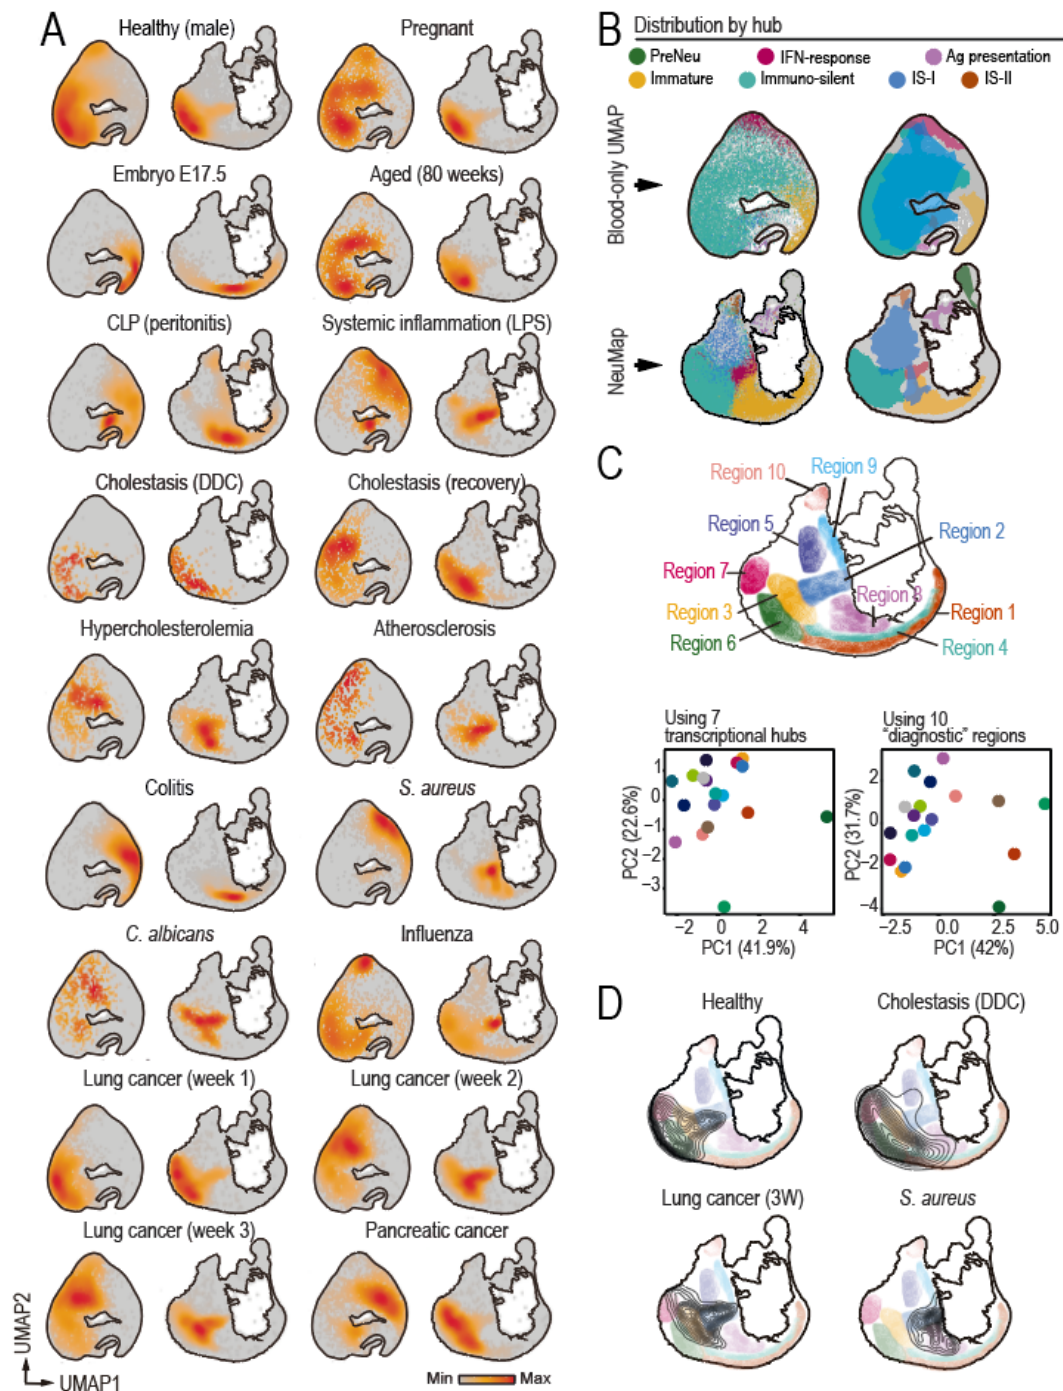 A
Healthy (male)
Pregnant
Embryo E17.5
Aged (80 weeks)
CLP (peritonitis)
Systemic inflammation (LPS)
Cholestasis (DDC)
Cholestasis (recovery)
Hypercholesterolemia
Atherosclerosis
Colitis
S. aureus
C. albicans
Influenza
Lung cancer (week 1)
Lung cancer (week 2)
Lung cancer (week 3)
Pancreatic cancer
UMAP2
UMAP1
Min
Max
B
Distribution by hub
PreNeu
IFN-response
Ag presentation
Immature
Immuno-silent
IS-I
IS-II
Blood-only UMAP
NeuMap
C
Region 10
Region 9
Region 5
Region 2
Region 7
Region 8
Region 3
Region 1
Region 6
Region 4
Using 7
transcriptional hubs
PC2 (22.6%)
1
0
−1
−2
−3
−2
0
2
4
PC1 (41.9%)
Using 10
"diagnostic" regions
PC2 (31.7%)
2
0
−2
−4
−2.5
0.0
2.5
5.0
PC1 (42%)
D
Healthy
Cholestasis (DDC)
Lung cancer (3W)
S. aureus